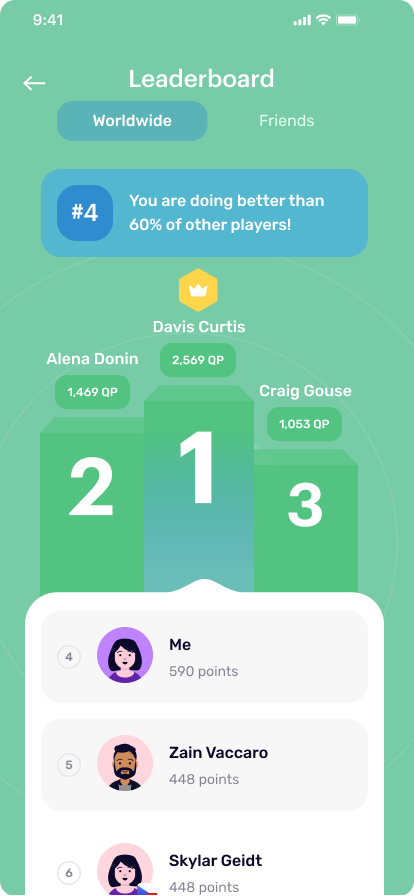 9:41
Leaderboard
Worldwide
Friends
#4
You are doing better than
60% of other players!
Davis Curtis
2,569 QP
Alena Donin
1,469 QP
Craig Gouse
1,053 QP
1
2
3
4
Me
590 points
5
Zain Vaccaro
448 points
6
Skylar Geidt
448 points